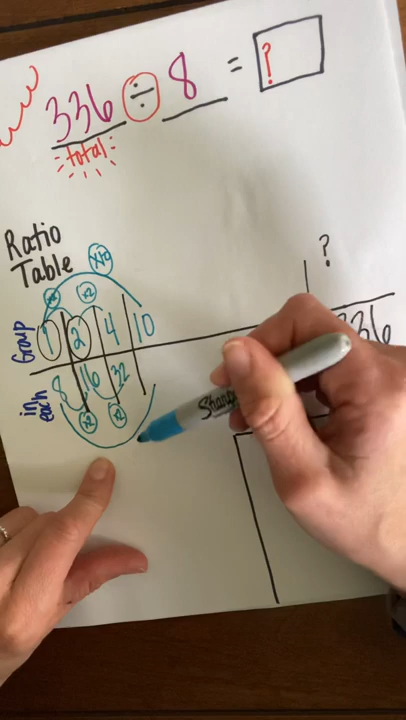 336 ÷ 8 = ?
total
Ratio
Table
x10
x2 x2
?
Group 1 2 4 10
336
in each 8 16 32
x2 x2
Sharpie